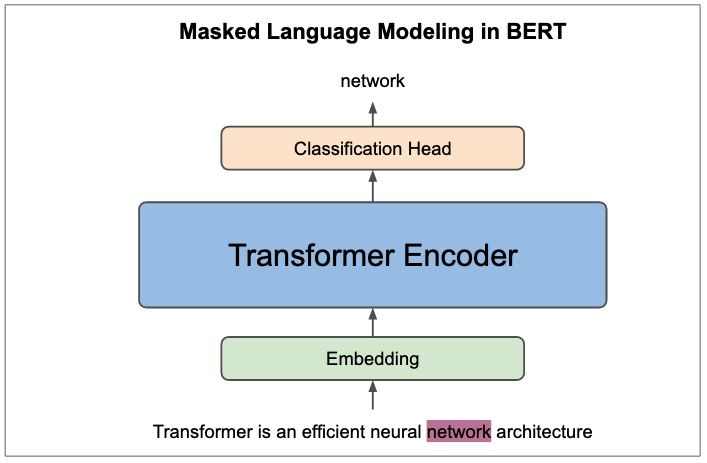 Masked Language Modeling in BERT
network
Classification Head
Transformer Encoder
Embedding
Transformer is an efficient neural network architecture